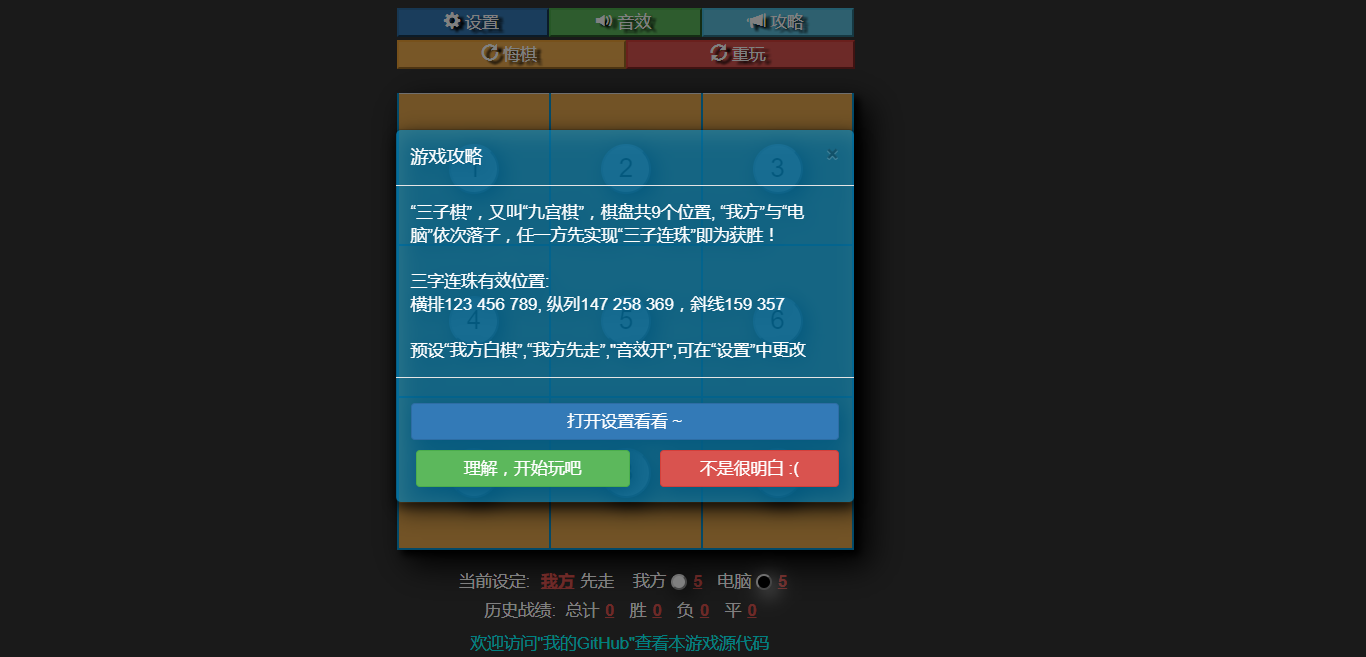 设置 音效 攻略
悔棋 重玩
游戏攻略 ×
1 2 3
“三子棋”，又叫“九宫棋”，棋盘共9个位置, “我方”与“电
脑”依次落子，任一方先实现“三子连珠”即为获胜！
三字连珠有效位置:
横排123 456 789, 纵列147 258 369，斜线159 357
4 5 6
预设“我方白棋”,“我方先走”,"音效开",可在“设置”中更改
打开设置看看 ~
理解，开始玩吧 不是很明白 :(
当前设定: 我方 先走 我方 5 电脑 5
历史战绩: 总计 0 胜 0 负 0 平 0
欢迎访问"我的GitHub"查看本游戏源代码